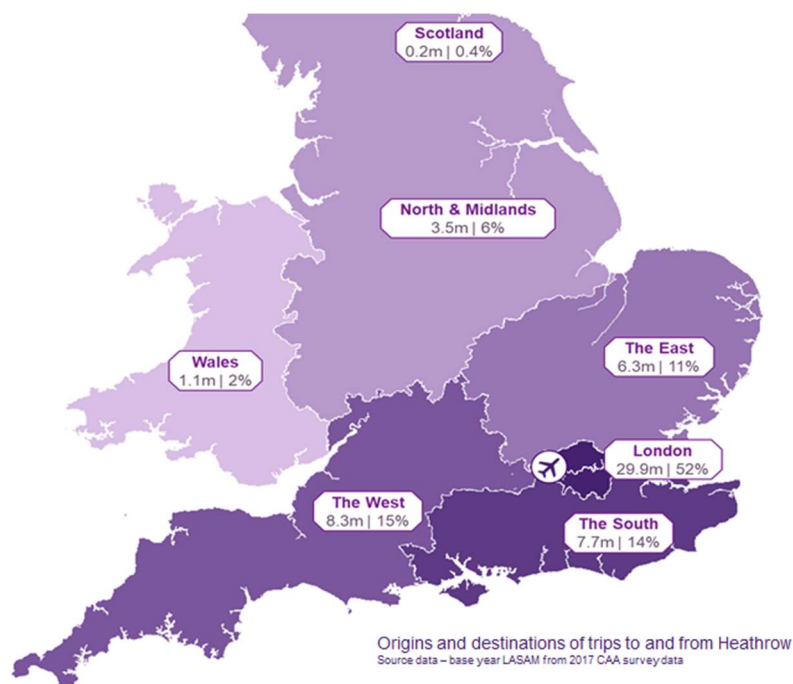 Scotland
0.2m | 0.4%
North & Midlands
3.5m | 6%
The East
6.3m | 11%
Wales
1.1m | 2%
London
29.9m | 52%
The West
8.3m | 15%
The South
7.7m | 14%
Origins and destinations of trips to and from Heathrow
Source data – base year LASAM from 2017 CAA survey data